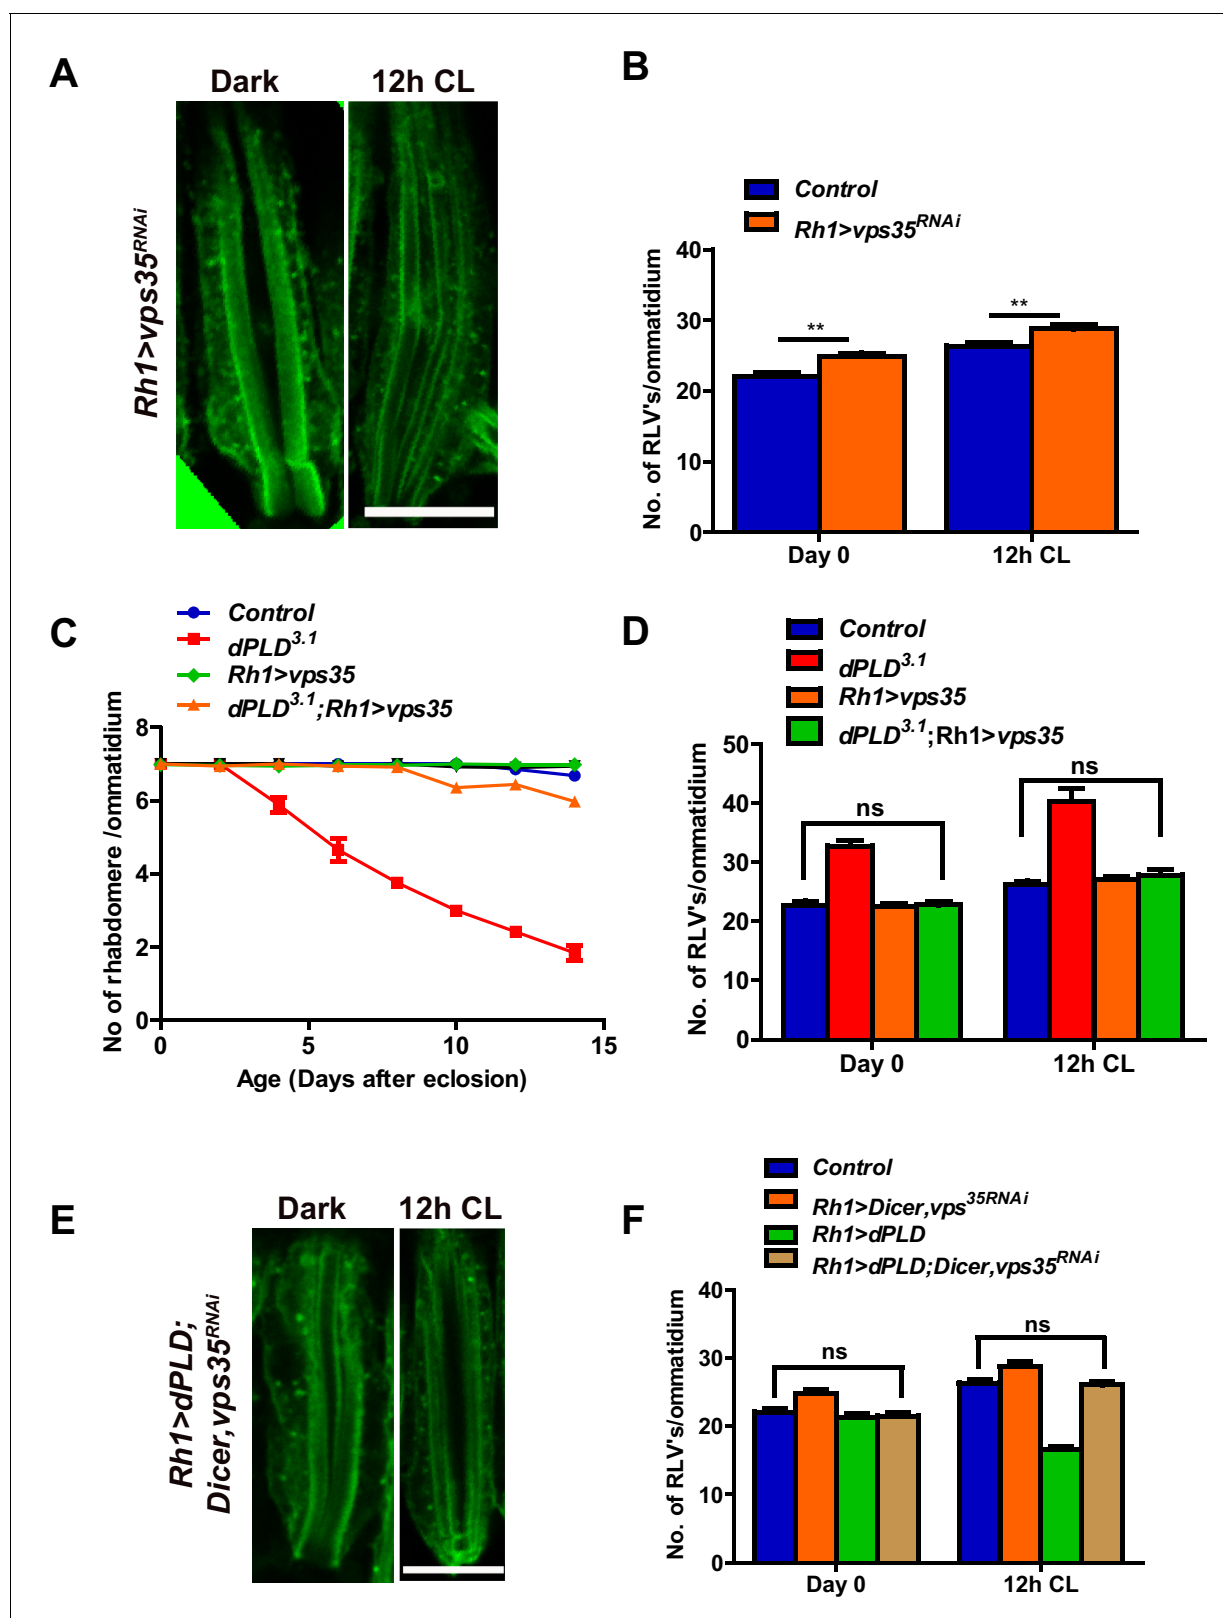 A
Dark
12h CL
Rh1>vps35RNAi
B
Control
Rh1>vps35RNAi
No. of RLV's/ommatidium
40
30
20
10
0
**
**
Day 0
12h CL
C
Control
dPLD3.1
Rh1>vps35
dPLD3.1;Rh1>vps35
No of rhabdomere /ommatidium
8
6
4
2
0
0
5
10
15
Age (Days after eclosion)
D
Control
dPLD3.1
Rh1>vps35
dPLD3.1;Rh1>vps35
No. of RLV's/ommatidium
50
40
30
20
10
0
ns
ns
Day 0
12h CL
E
Dark
12h CL
Rh1>dPLD;
Dicer,vps35RNAi
F
Control
Rh1>Dicer,vps35RNAi
Rh1>dPLD
Rh1>dPLD;Dicer,vps35RNAi
No. of RLV's/ommatidium
40
30
20
10
0
ns
ns
Day 0
12h CL